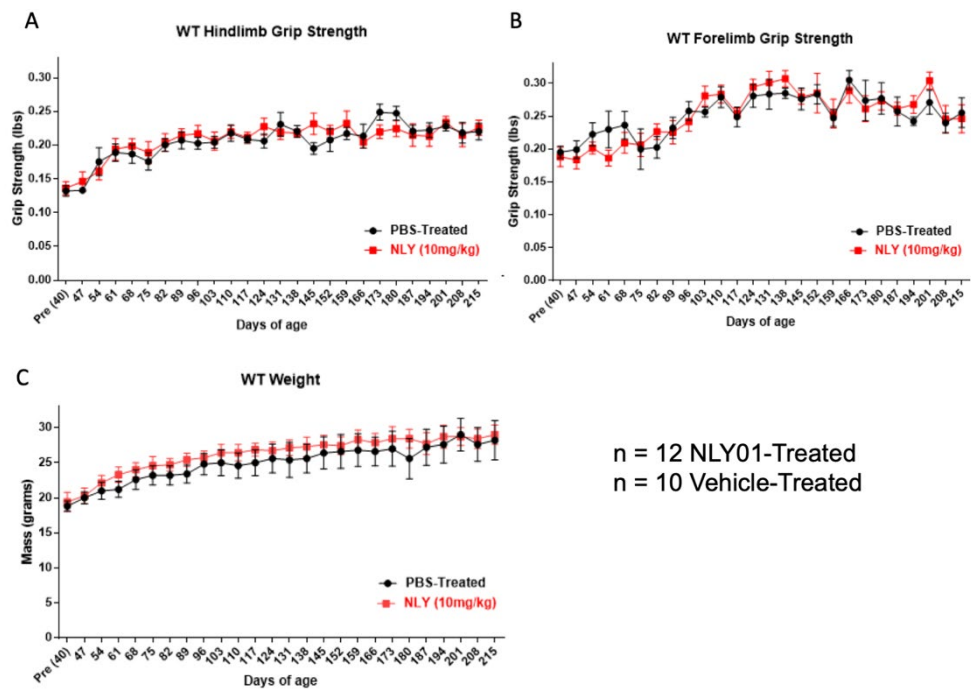 A
WT Hindlimb Grip Strength
Grip Strength (lbs)
0.30
0.25
0.20
0.15
0.10
0.05
0.00
PBS-Treated
NLY (10mg/kg)
Pre (40) 47 54 61 68 75 82 89 96 103 110 117 124 131 138 145 152 159 166 173 180 187 194 201 208 215
Days of age
B
WT Forelimb Grip Strength
Grip Strength (lbs)
0.30
0.25
0.20
0.15
0.10
0.05
0.00
PBS-Treated
NLY (10mg/kg)
Pre (40) 47 54 61 68 75 82 89 96 103 110 117 124 131 138 145 152 159 166 173 180 187 194 201 208 215
Days of age
C
WT Weight
Mass (grams)
30
25
20
15
10
5
0
PBS-Treated
NLY (10mg/kg)
Pre (40) 47 54 61 68 75 82 89 96 103 110 117 124 131 138 145 152 159 166 173 180 187 194 201 208 215
Days of age
n = 12 NLY01-Treated
n = 10 Vehicle-Treated